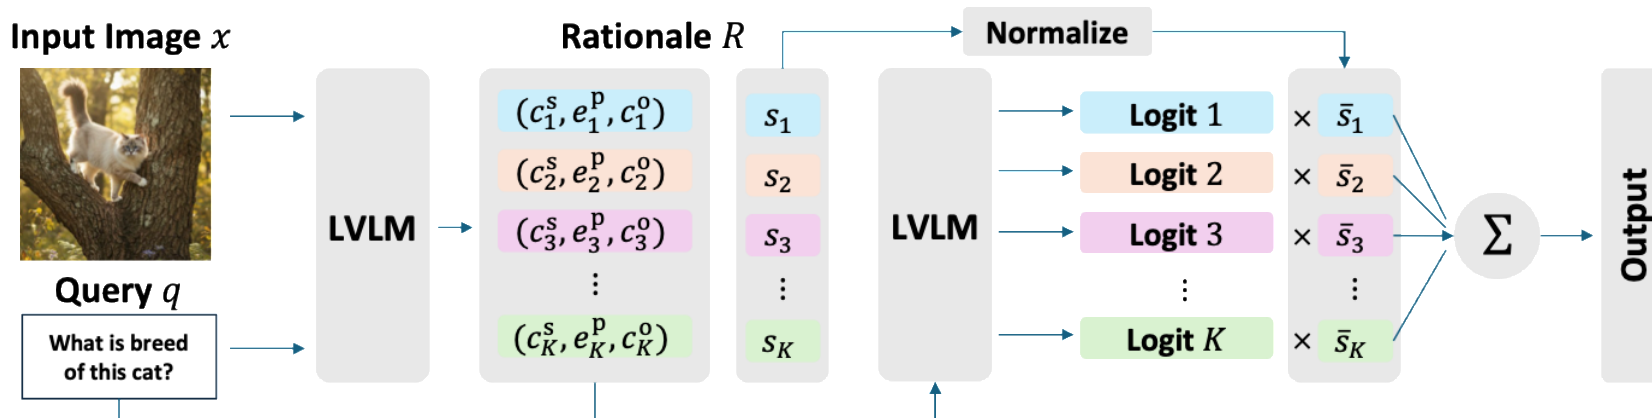 Input Image x
Query q
What is breed
of this cat?
LVLM
Rationale R
(c₁ˢ, e₁ᵖ, c₁ᵒ)
(c₂ˢ, e₂ᵖ, c₂ᵒ)
(c₃ˢ, e₃ᵖ, c₃ᵒ)
⋮
(c_Kˢ, e_Kᵖ, c_Kᵒ)
s₁
s₂
s₃
⋮
s_K
Normalize
LVLM
Logit 1 × s̄₁
Logit 2 × s̄₂
Logit 3 × s̄₃
⋮ ⋮
Logit K × s̄_K
Σ
Output